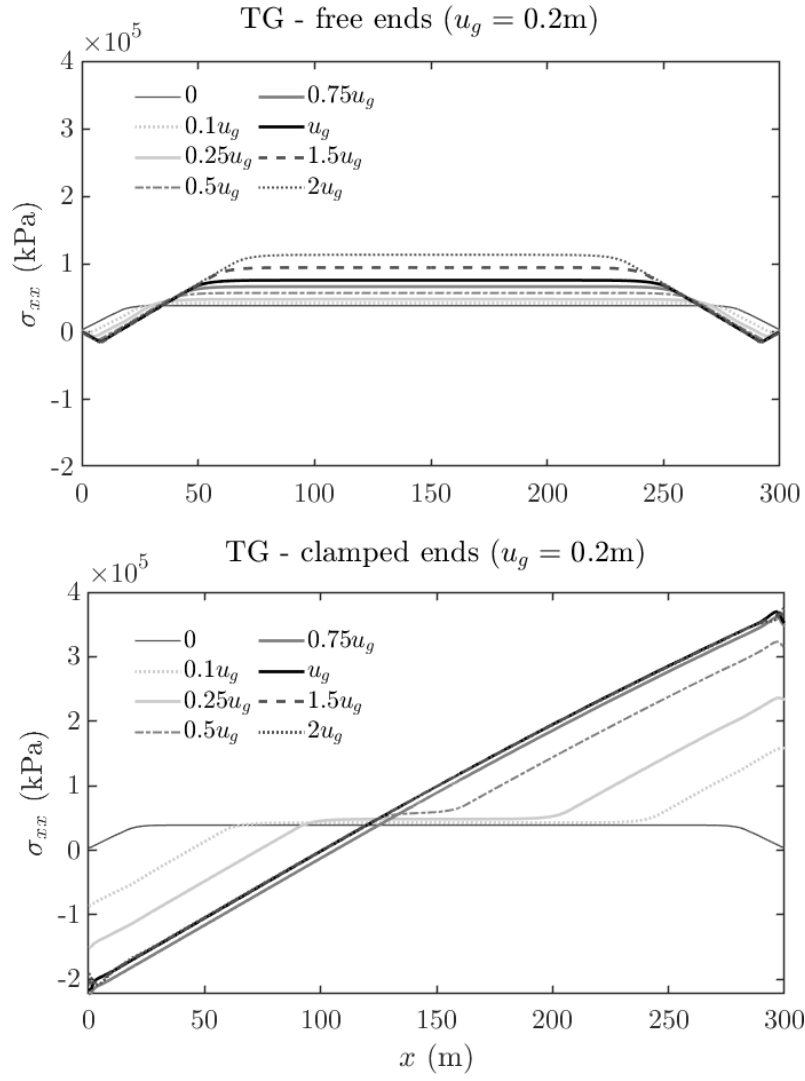 TG - free ends (u_g = 0.2m)
×10^5
4
0 0.75u_g
3
0.1u_g u_g
0.25u_g 1.5u_g
2
0.5u_g 2u_g
σ_xx (kPa)
1
0
-1
-2
0 50 100 150 200 250 300
TG - clamped ends (u_g = 0.2m)
×10^5
4
0 0.75u_g
3
0.1u_g u_g
0.25u_g 1.5u_g
2
0.5u_g 2u_g
σ_xx (kPa)
1
0
-1
-2
0 50 100 150 200 250 300
x (m)